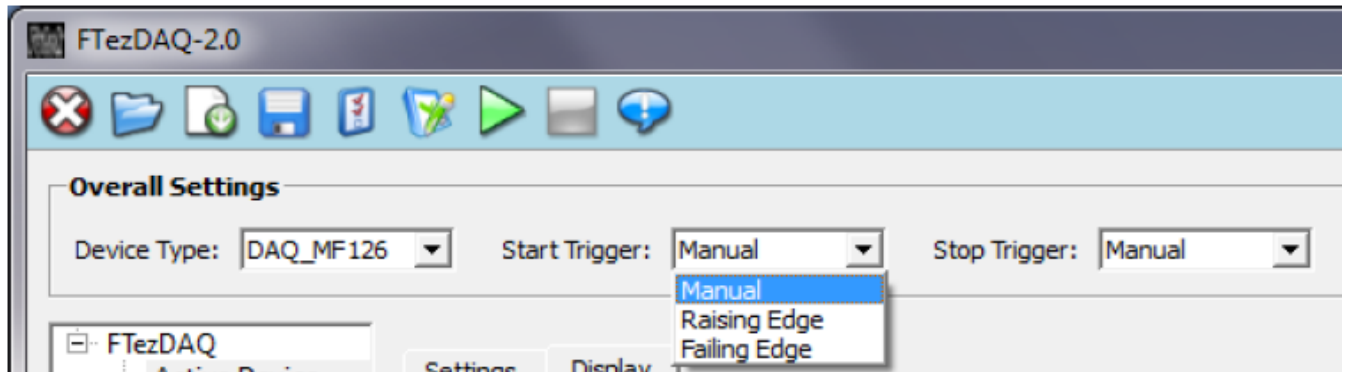 FTezDAQ-2.0
Overall Settings
Device Type: DAQ_MF126 Start Trigger: Manual Stop Trigger: Manual
Manual
Raising Edge
Failing Edge
FTezDAQ
Settings Display